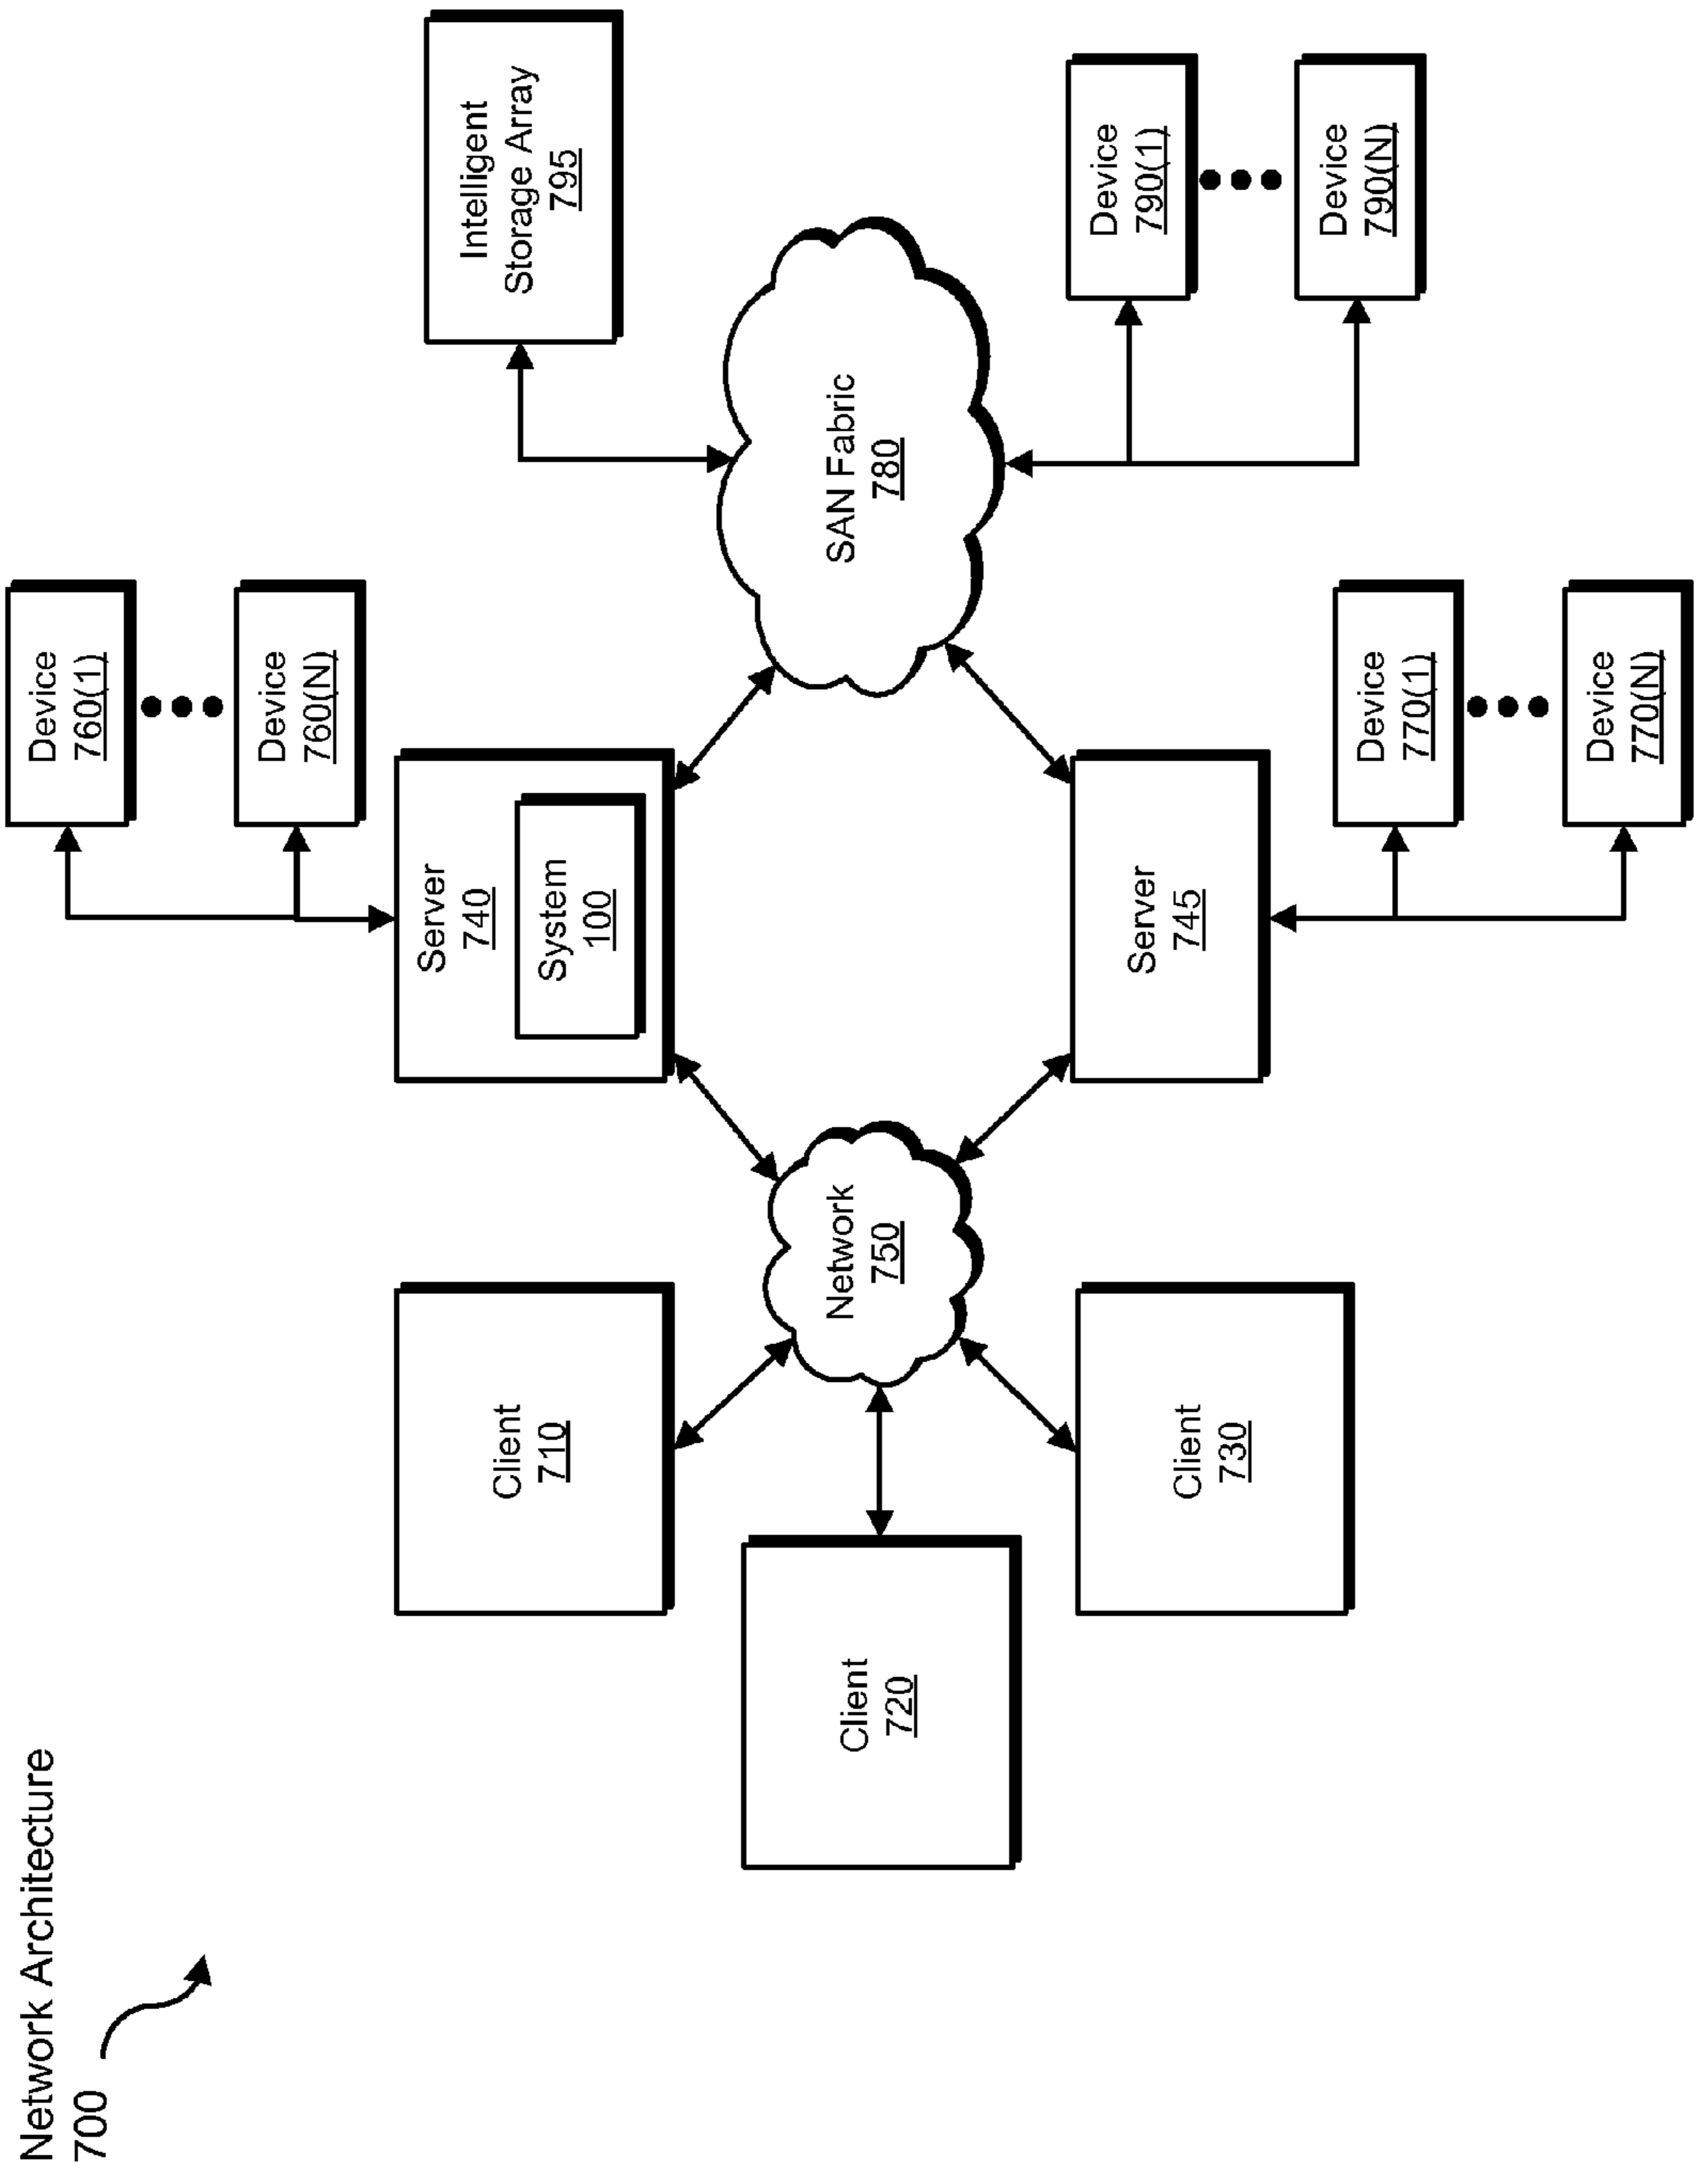 Network Architecture
700
Device
760(1)
Device
760(N)
Intelligent
Storage Array
795
Client
710
Server
740
System
100
Client
720
Network
750
SAN Fabric
780
Client
730
Server
745
Device
790(1)
Device
790(N)
Device
770(1)
Device
770(N)